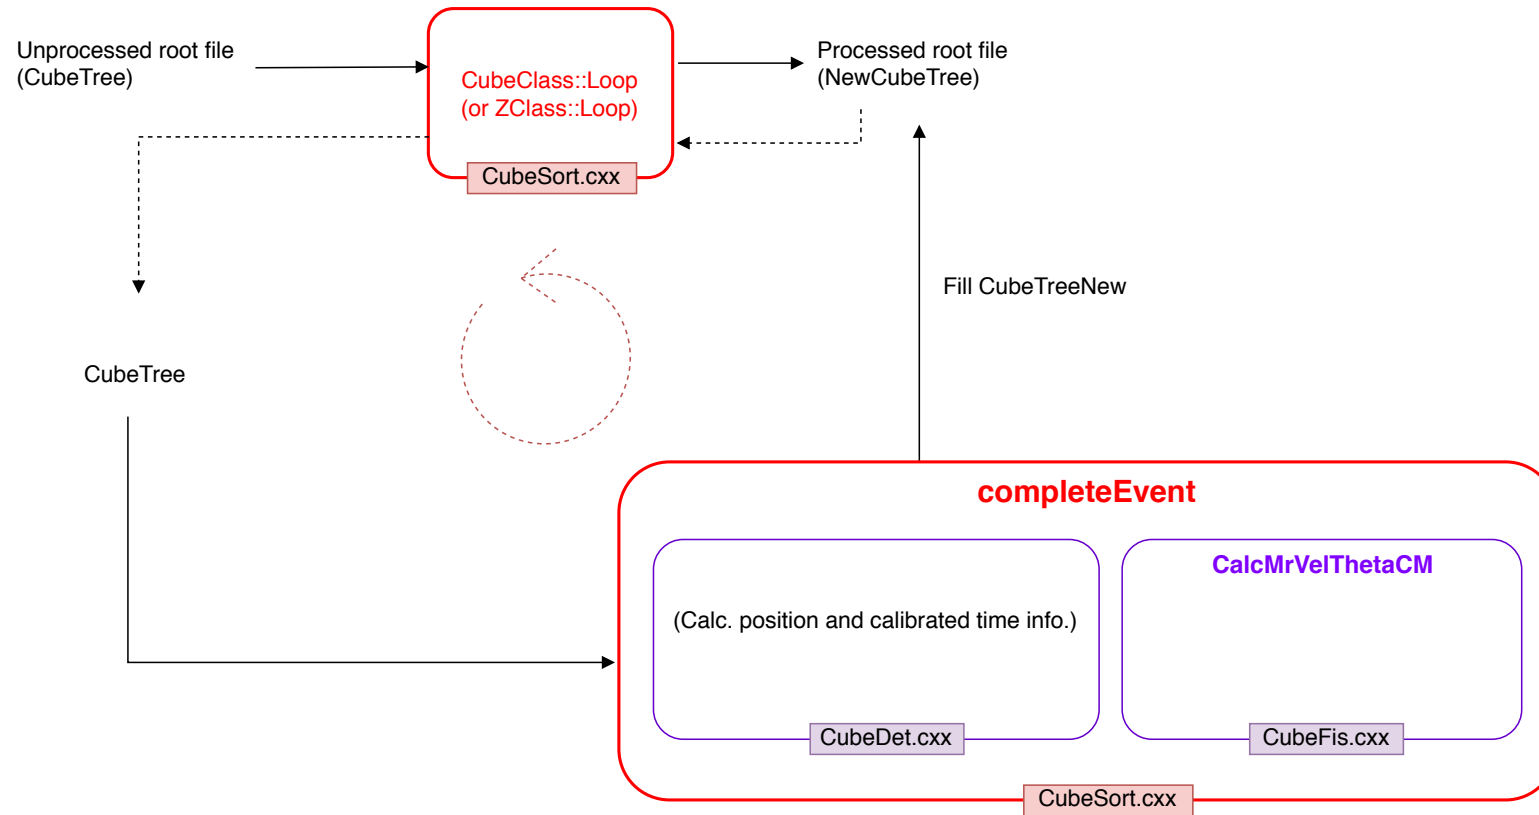 Unprocessed root file
(CubeTree)
CubeClass::Loop
(or ZClass::Loop)
CubeSort.cxx
Processed root file
(NewCubeTree)
Fill CubeTreeNew
CubeTree
completeEvent
(Calc. position and calibrated time info.)
CubeDet.cxx
CalcMrVelThetaCM
CubeFis.cxx
CubeSort.cxx